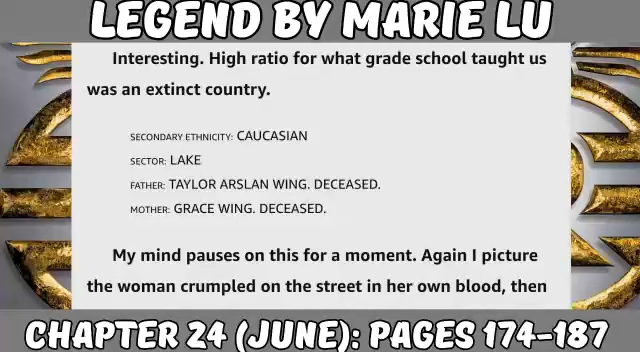 LEGEND BY MARIE LU
Interesting. High ratio for what grade school taught us
was an extinct country.
SECONDARY ETHNICITY: CAUCASIAN
SECTOR: LAKE
FATHER: TAYLOR ARSLAN WING. DECEASED.
MOTHER: GRACE WING. DECEASED.
My mind pauses on this for a moment. Again I picture
the woman crumpled on the street in her own blood, then
CHAPTER 24 (JUNE): PAGES 174-187